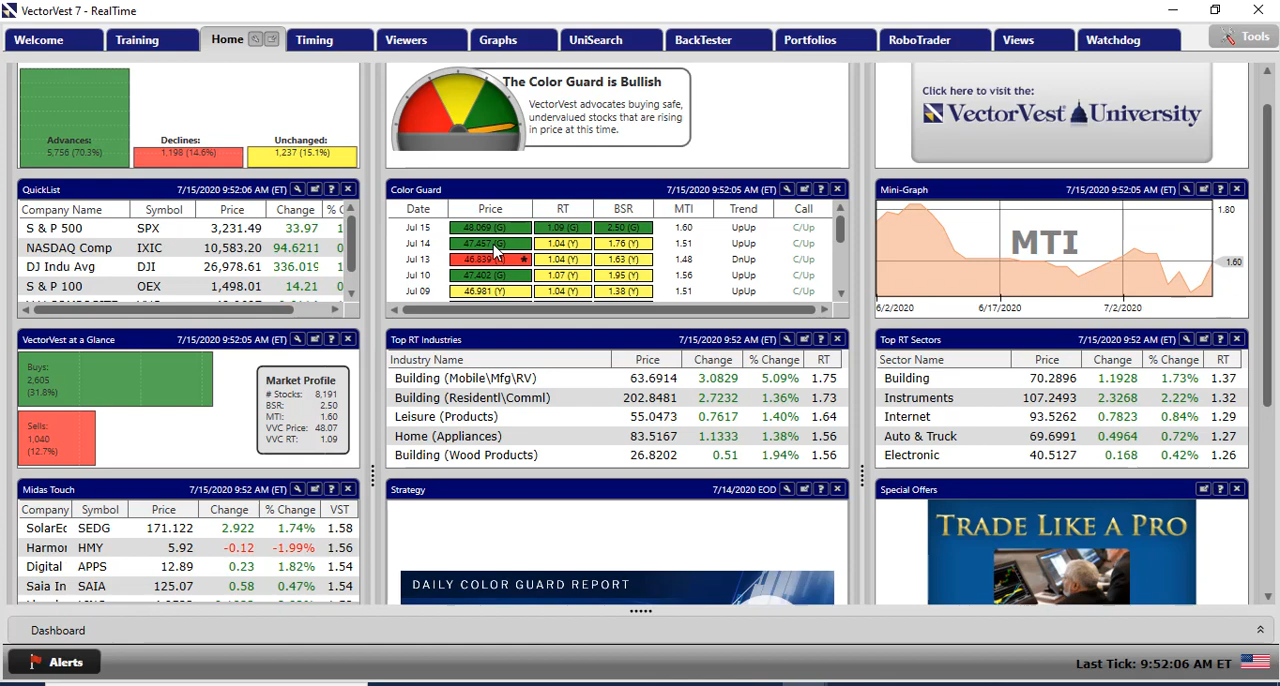 VectorVest 7 - RealTime
Welcome Training Home Timing Viewers Graphs UniSearch BackTester Portfolios RoboTrader Views Watchdog Tools
Advances:
5,756 (70.3%)
Declines:
1,198 (14.6%)
Unchanged:
1,237 (15.1%)
The Color Guard is Bullish
VectorVest advocates buying safe,
undervalued stocks that are rising
in price at this time.
Click here to visit the:
VectorVest University
QuickList 7/15/2020 9:52:06 AM (ET)
Company Name Symbol Price Change % C
S & P 500 SPX 3,231.49 33.97
NASDAQ Comp IXIC 10,583.20 94.6211
DJ Indu Avg DJI 26,978.61 336.019
S & P 100 OEX 1,498.01 14.21
Color Guard 7/15/2020 9:52:05 AM (ET)
Date Price RT BSR MTI Trend Call
Jul 15 48.069 (G) 1.09 (G) 2.50 (G) 1.60 UpUp C/Up
Jul 14 47.457 (G) 1.04 (Y) 1.76 (Y) 1.51 UpUp C/Up
Jul 13 46.839 ★ 1.04 (Y) 1.63 (Y) 1.48 DnUp C/Up
Jul 10 47.402 (G) 1.07 (Y) 1.95 (Y) 1.56 UpUp C/Up
Jul 09 46.981 (Y) 1.04 (Y) 1.38 (Y) 1.51 UpUp C/Up
Mini-Graph 7/15/2020 9:52:05 AM (ET)
MTI
1.80
1.60
6/2/2020 6/17/2020 7/2/2020
VectorVest at a Glance 7/15/2020 9:52:05 AM (ET)
Buys:
2,605
(31.8%)
Sells:
1,040
(12.7%)
Market Profile
# Stocks: 8,191
BSR: 2.50
MTI: 1.60
VVC Price: 48.07
VVC RT: 1.09
Top RT Industries 7/15/2020 9:52 AM (ET)
Industry Name Price Change % Change RT
Building (Mobile\Mfg\RV) 63.6914 3.0829 5.09% 1.75
Building (Residentl\Comml) 202.8481 2.7232 1.36% 1.73
Leisure (Products) 55.0473 0.7617 1.40% 1.64
Home (Appliances) 83.5167 1.1333 1.38% 1.56
Building (Wood Products) 26.8202 0.51 1.94% 1.56
Top RT Sectors 7/15/2020 9:52 AM (ET)
Sector Name Price Change % Change RT
Building 70.2896 1.1928 1.73% 1.37
Instruments 107.2493 2.3268 2.22% 1.32
Internet 93.5262 0.7823 0.84% 1.29
Auto & Truck 69.6991 0.4964 0.72% 1.27
Electronic 40.5127 0.168 0.42% 1.26
Midas Touch 7/15/2020 9:52 AM (ET)
Company Symbol Price Change % Change VST
SolarEc SEDG 171.122 2.972 1.74% 1.58
Harmor HMY 5.92 -0.12 -1.99% 1.56
Digital APPS 12.89 0.23 1.82% 1.54
Saia In SAIA 125.07 0.58 0.47% 1.54
Strategy 7/14/2020 EOD
DAILY COLOR GUARD REPORT
Special Offers
TRADE LIKE A PRO
Dashboard
Alerts
Last Tick: 9:52:06 AM ET